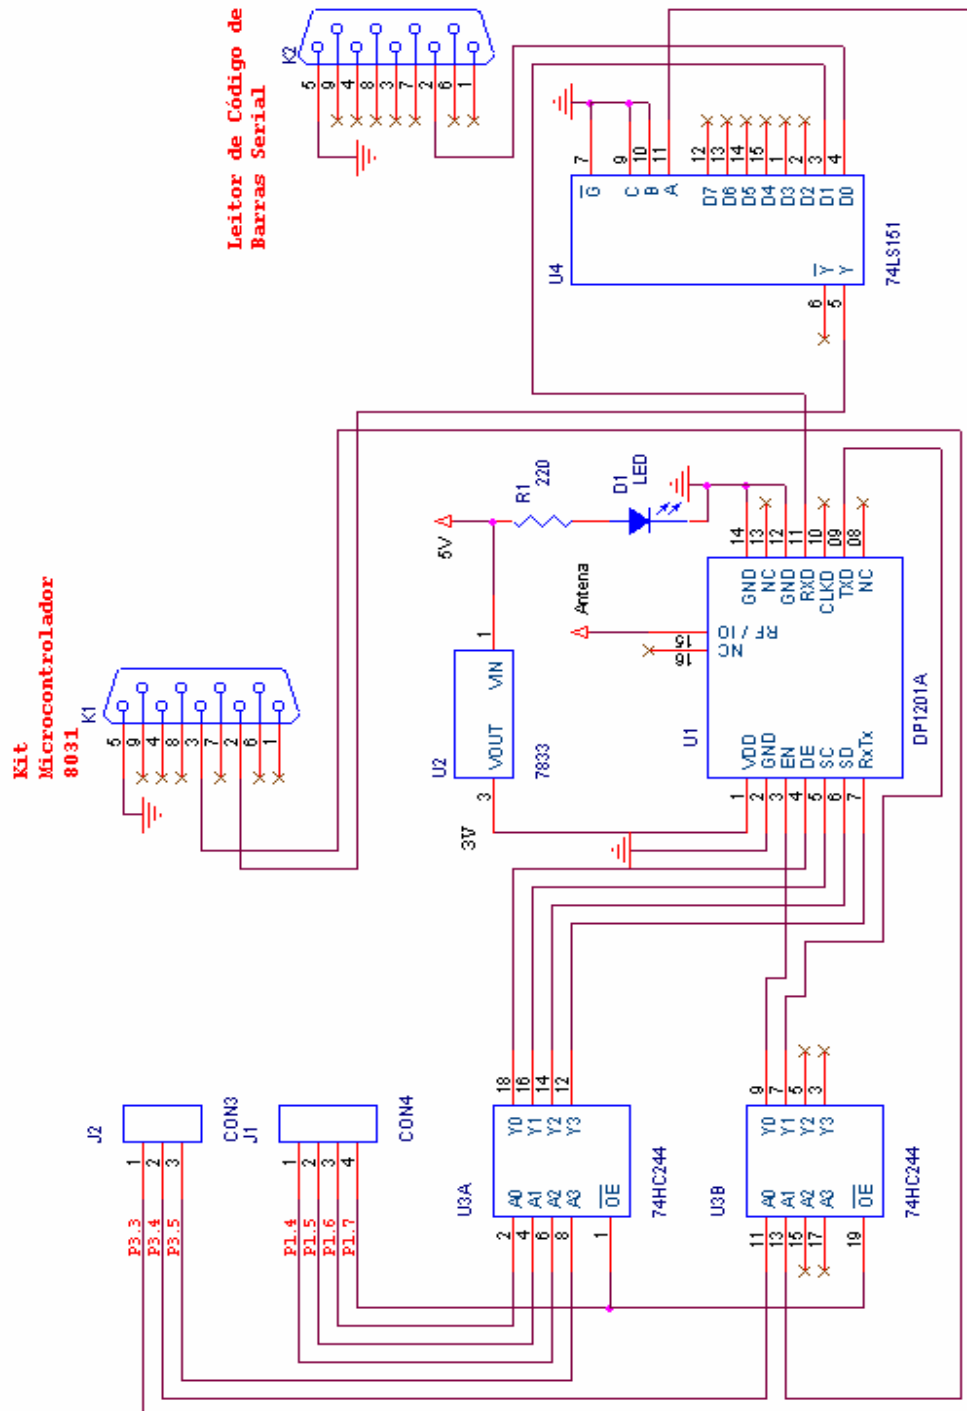 Leitor de Código de
Barras Serial
K2
5
9
4
8
3
7
2
6
1
Kit
Microcontrolador
8031
K1
5
9
4
8
3
7
2
6
1
U4
7
9
10
11
12
13
14
15
1
2
3
4
G
C
B
A
D7
D6
D5
D4
D3
D2
D1
D0
Y
Y
6
5
74LS151
5V
R1
220
D1
LED
U2
VOUT
VIN
3
1
7833
3V
Antena
U1
15
16
RF / IO
NC
14
13
12
11
10
09
08
GND
NC
GND
RXD
CLKD
TXD
NC
VDD
GND
EN
DE
SC
SD
RxTx
1
2
3
4
5
6
7
DP1201A
J2
1
2
3
CON3
P3.3
P3.4
P3.5
J1
1
2
3
4
CON4
P1.4
P1.5
P1.6
P1.7
U3A
2
4
6
8
1
A0
A1
A2
A3
OE
Y0
Y1
Y2
Y3
18
16
14
12
74HC244
U3B
11
13
15
17
19
A0
A1
A2
A3
OE
Y0
Y1
Y2
Y3
9
7
5
3
74HC244